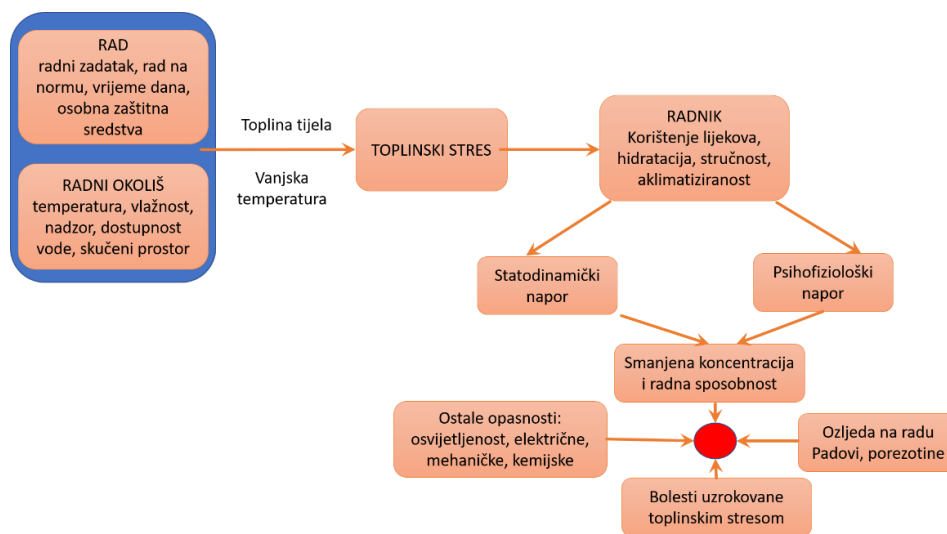 RAD
radni zadatak, rad na
normu, vrijeme dana,
osobna zaštitna
sredstva
RADNI OKOLIŠ
temperatura, vlažnost,
nadzor, dostupnost
vode, skučeni prostor
Toplina tijela
Vanjska
temperatura
TOPLINSKI STRES
RADNIK
Korištenje lijekova,
hidratacija, stručnost,
aklimatiziranost
Statodinamički
napor
Psihofiziološki
napor
Smanjena koncentracija
i radna sposobnost
Ostale opasnosti:
osvijetljenost, električne,
mehaničke, kemijske
Ozljeda na radu
Padovi, porezotine
Bolesti uzrokovane
toplinskim stresom